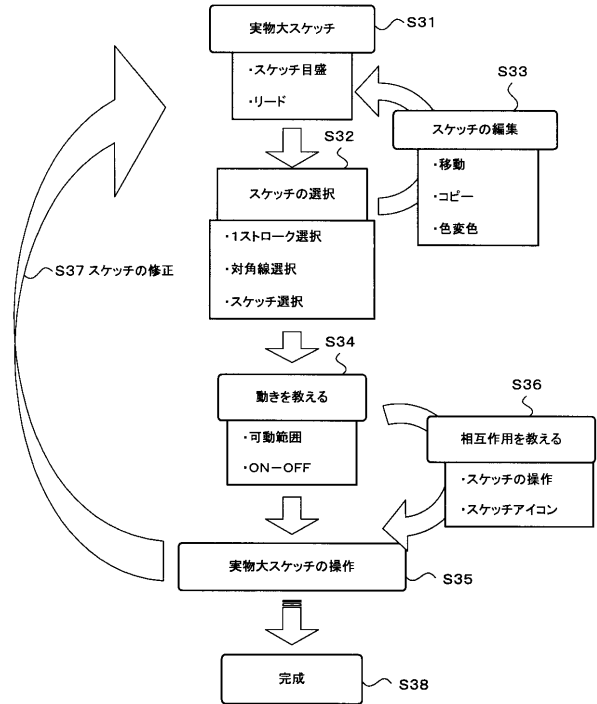 実物大スケッチ
S31
・スケッチ目盛
・リード
S33
スケッチの編集
・移動
・コピー
・色変色
S32
スケッチの選択
・1ストローク選択
・対角線選択
・スケッチ選択
S37 スケッチの修正
S34
動きを教える
・可動範囲
・ON-OFF
S36
相互作用を教える
・スケッチの操作
・スケッチアイコン
実物大スケッチの操作
S35
完成
S38